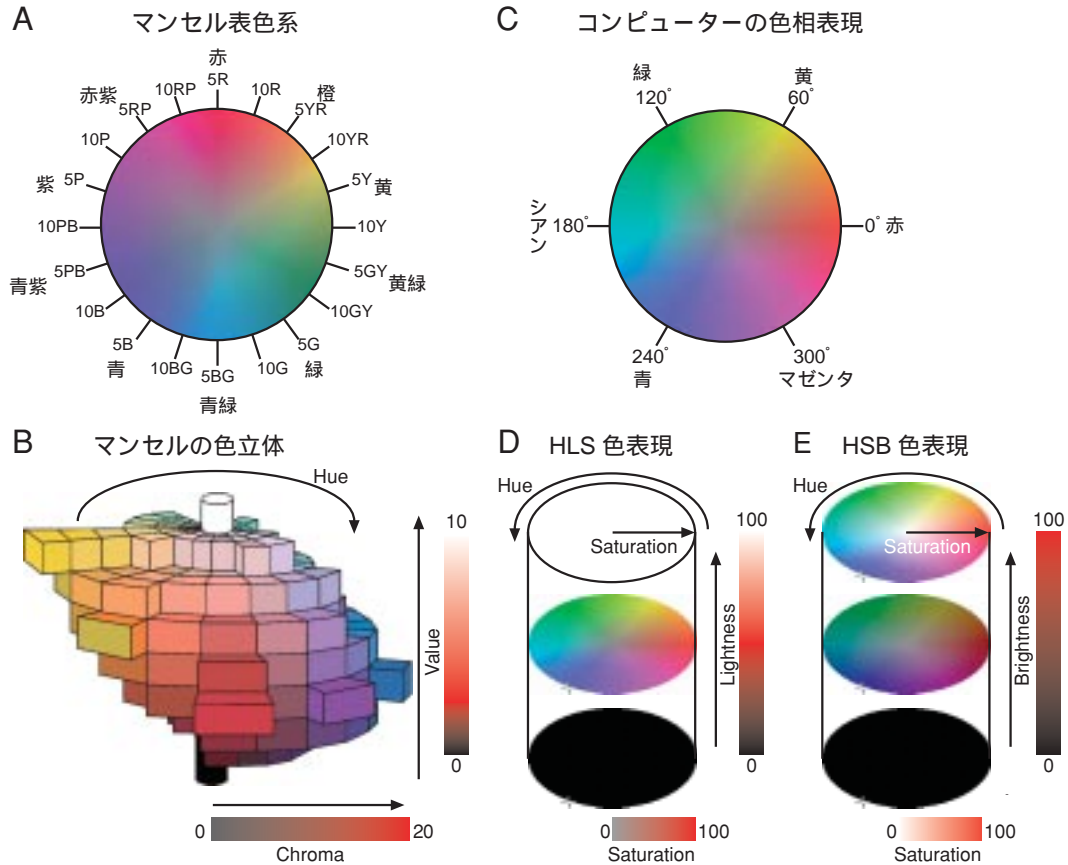 A マンセル表色系
赤
5R
10R
橙
5YR
10YR
5Y 黄
10Y
5GY 黄緑
10GY
5G
緑
10G
5BG
青緑
10BG
5B
青
10B
5PB
青紫
10PB
5P
紫
10P
5RP
赤紫
10RP
C コンピューターの色相表現
緑
120°
黄
60°
シアン 180°
0° 赤
240°
青
300°
マゼンタ
B マンセルの色立体
Hue
10
Value
0
0 20
Chroma
D HLS 色表現
Hue
Saturation
100
Lightness
0
0 100
Saturation
E HSB 色表現
Hue
Saturation
100
Brightness
0
0 100
Saturation